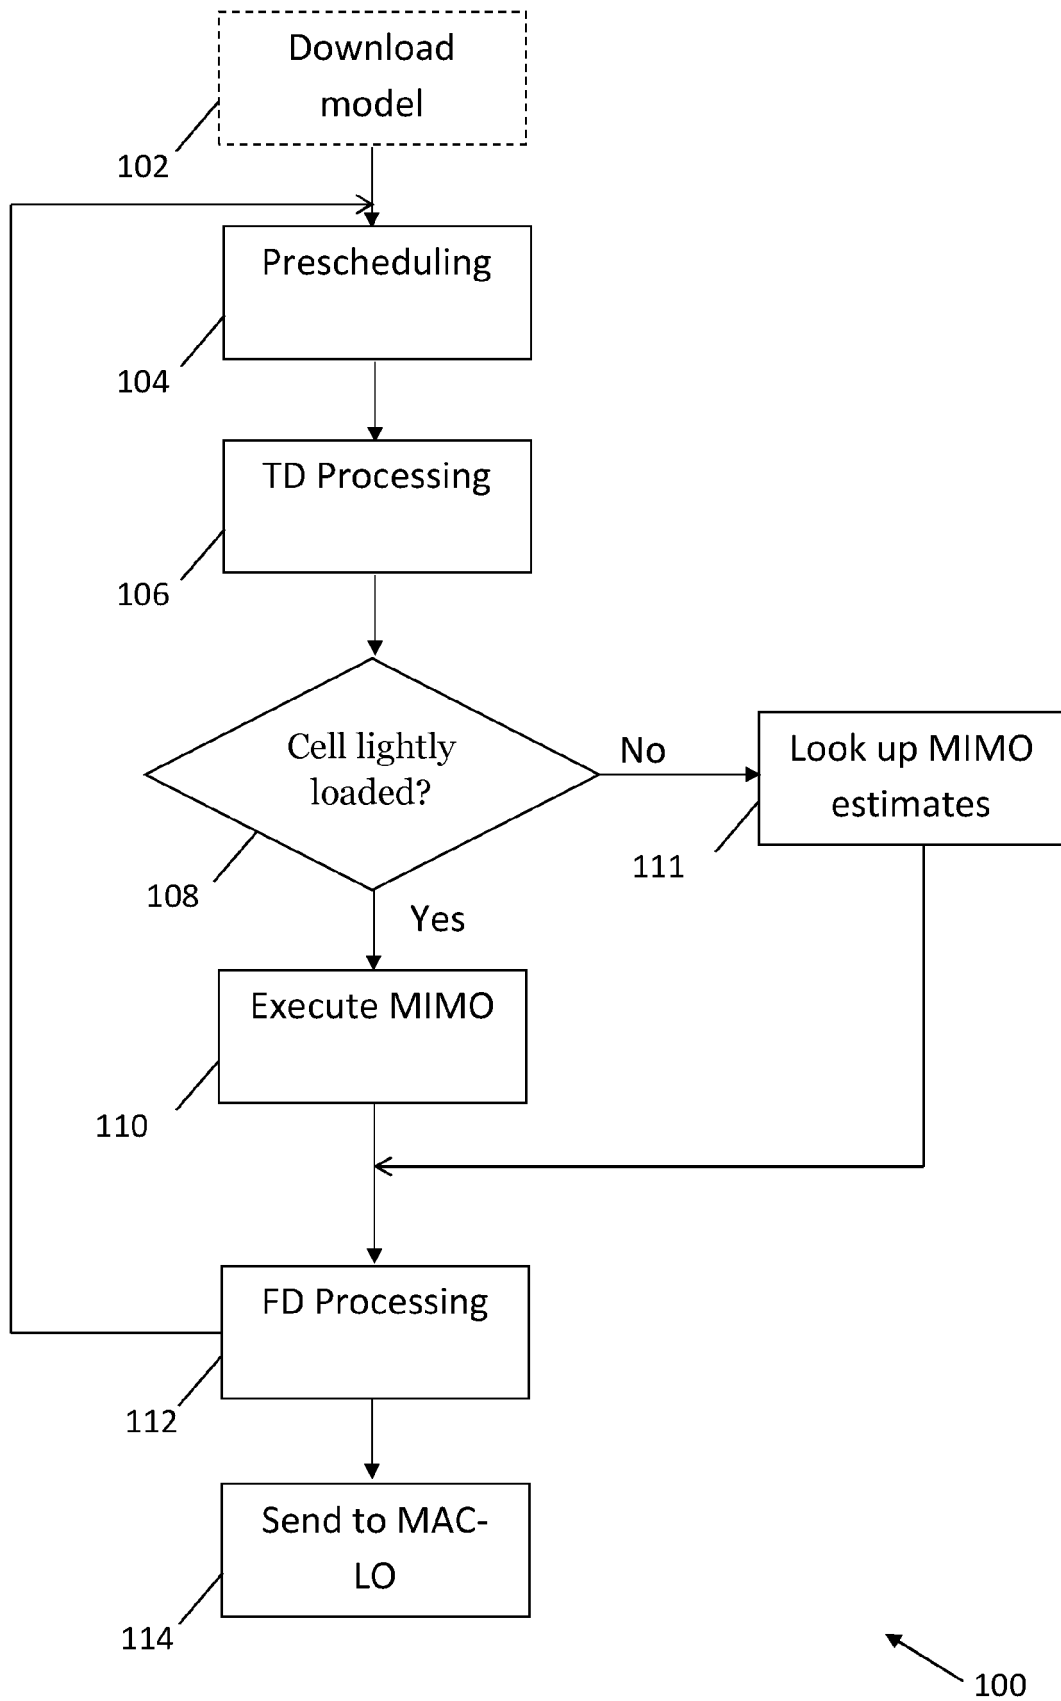 Download
model
102
Prescheduling
104
TD Processing
106
Cell lightly
loaded?
108
No
Look up MIMO
estimates
111
Yes
Execute MIMO
110
FD Processing
112
Send to MAC-
LO
114
100